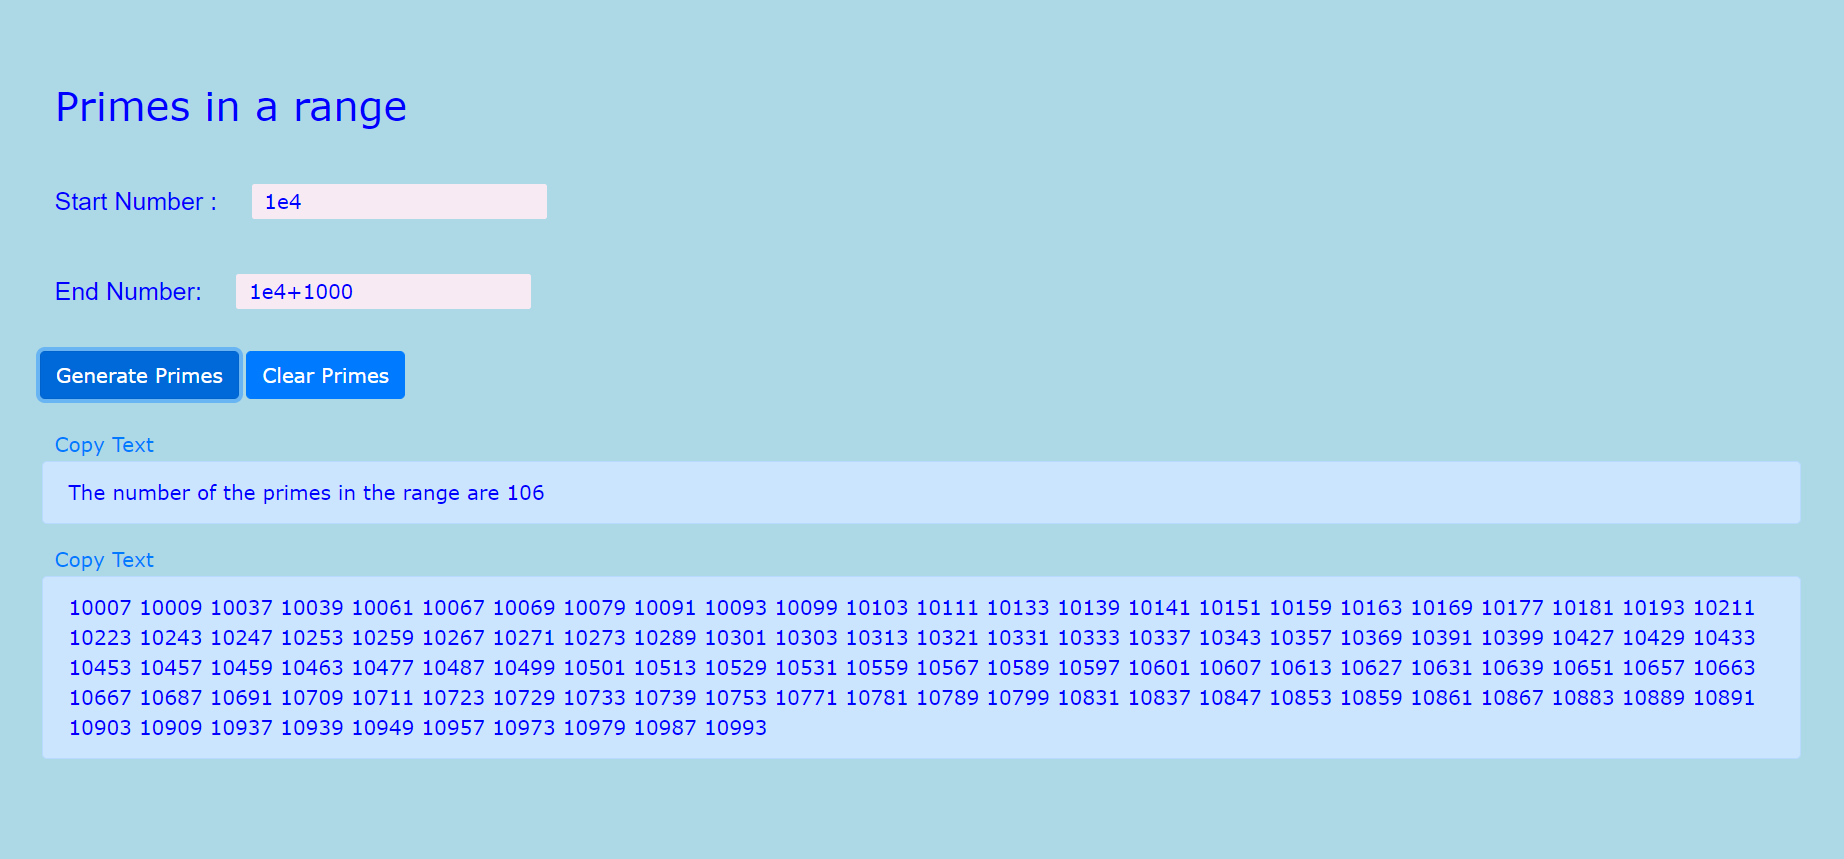 Primes in a range
Start Number : 1e4
End Number: 1e4+1000
Generate Primes Clear Primes
Copy Text
The number of the primes in the range are 106
Copy Text
10007 10009 10037 10039 10061 10067 10069 10079 10091 10093 10099 10103 10111 10133 10139 10141 10151 10159 10163 10169 10177 10181 10193 10211
10223 10243 10247 10253 10259 10267 10271 10273 10289 10301 10303 10313 10321 10331 10333 10337 10343 10357 10369 10391 10399 10427 10429 10433
10453 10457 10459 10463 10477 10487 10499 10501 10513 10529 10531 10559 10567 10589 10597 10601 10607 10613 10627 10631 10639 10651 10657 10663
10667 10687 10691 10709 10711 10723 10729 10733 10739 10753 10771 10781 10789 10799 10831 10837 10847 10853 10859 10861 10867 10883 10889 10891
10903 10909 10937 10939 10949 10957 10973 10979 10987 10993